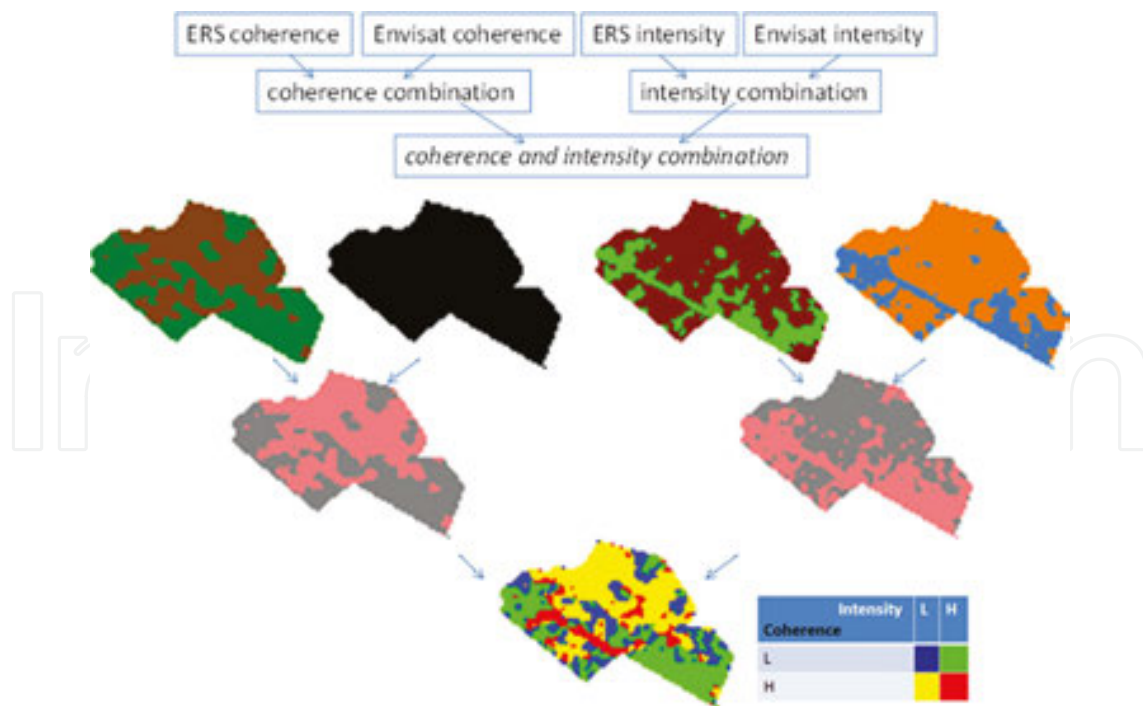 ERS coherence
Envisat coherence
ERS intensity
Envisat intensity
coherence combination
intensity combination
coherence and intensity combination
Intensity L H
Coherence
L
H